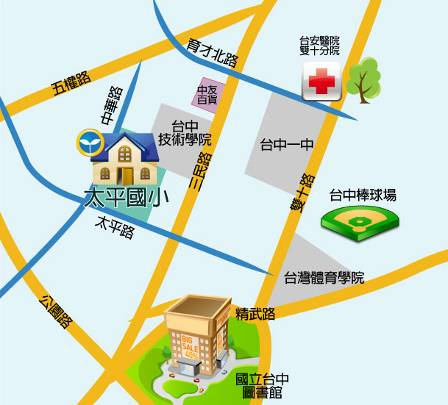 育才北路
台安醫院
雙十分院
五權路
中華路
中友
百貨
台中
技術學院
台中一中
三民路
雙十路
太平國小
台中棒球場
太平路
台灣體育學院
公園路
精武路
BIG
SALE
國立台中
圖書館